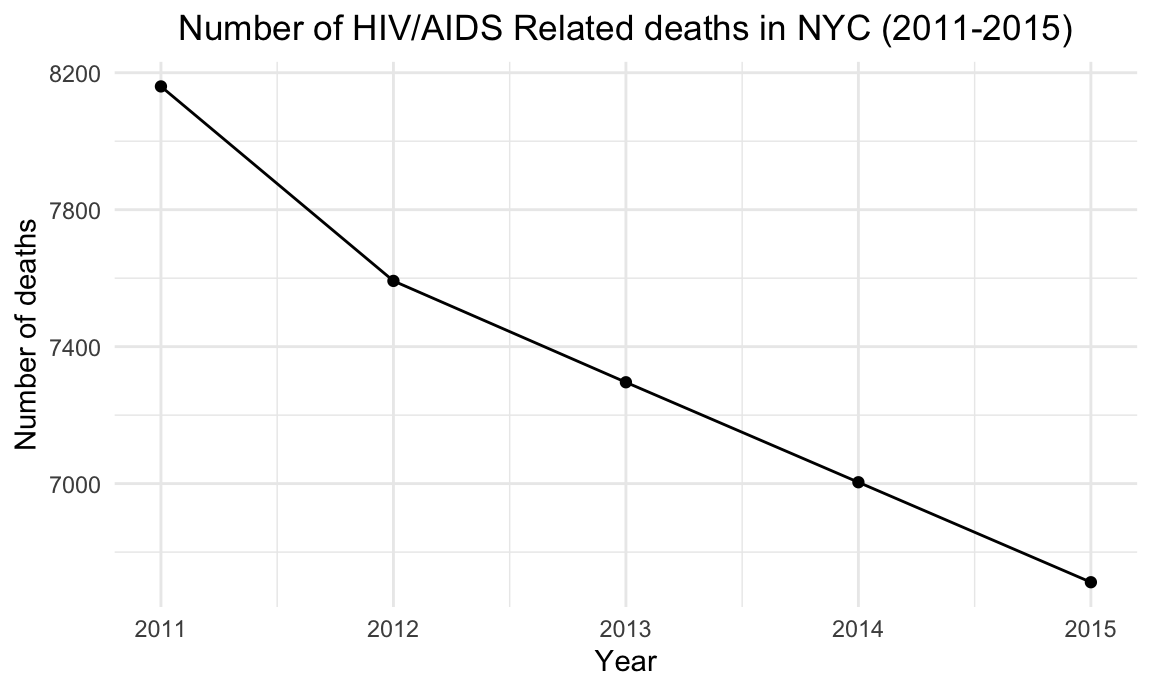 Number of HIV/AIDS Related deaths in NYC (2011-2015)
8200
7800
7400
7000
Number of deaths
2011 2012 2013 2014 2015
Year